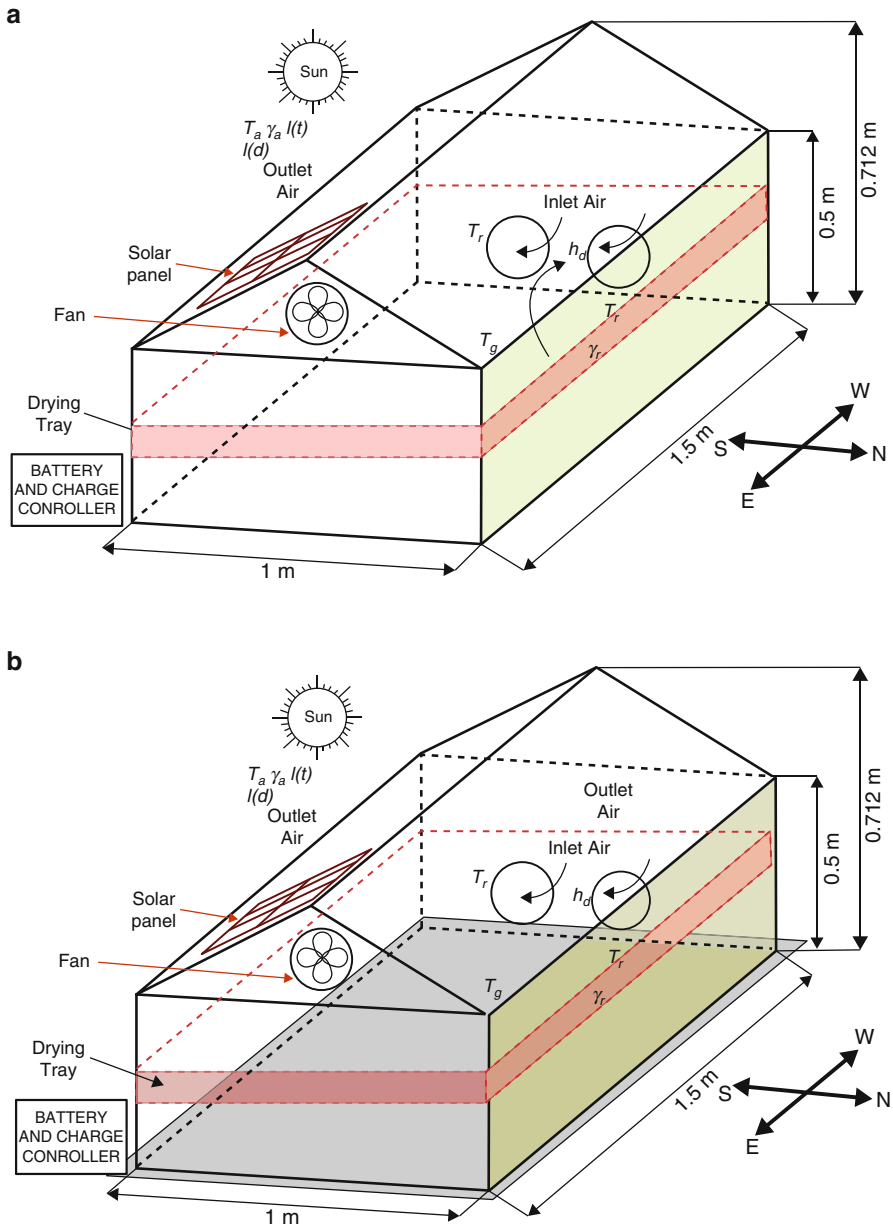 a
Sun
T_a γ_a I(t)
I(d)
Outlet
Air
Solar
panel
Fan
Drying
Tray
BATTERY
AND CHARGE
CONROLLER
Inlet Air
T_r
h_d
T_r
T_g
γ_r
0.5 m
0.712 m
1.5 m
1 m
W
S
N
E
b
Sun
T_a γ_a I(t)
I(d)
Outlet
Air
Solar
panel
Fan
Drying
Tray
BATTERY
AND CHARGE
CONROLLER
Outlet
Air
Inlet Air
T_r
h_d
T_r
T_g
γ_r
0.5 m
0.712 m
1.5 m
1 m
W
S
N
E